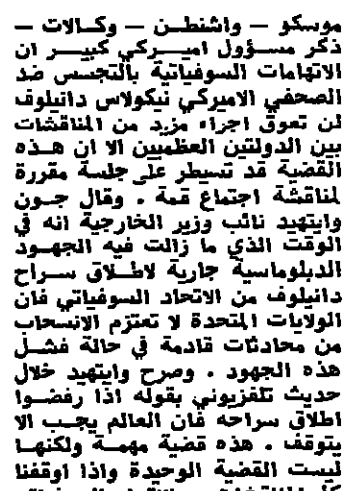 موسكو — واشنطن — وكالات —
ذكر مسؤول اميركي كبير ان
الاتهامات السوفياتية بالتجسس ضد
الصحفي الاميركي نيكولاس دانيلوف
لن تعوق اجراء مزيد من المناقشات
بين الدولتين العظميين الا ان هذه
القضية قد تسيطر على جلسة مقررة
لمناقشة اجتماع قمة . وقال جون
وايتهيد نائب وزير الخارجية انه في
الوقت الذي ما زالت فيه الجهود
الدبلوماسية جارية لاطلاق سراح
دانيلوف من الاتحاد السوفياتي فان
الولايات المتحدة لا تعتزم الانسحاب
من محادثات قادمة في حالة فشل
هذه الجهود . وصرح وايتهيد خلال
حديث تلفزيوني بقوله اذا رفضوا
اطلاق سراحه فان العالم يجب الا
يتوقف . هذه قضية مهمة ولكنها
ليست القضية الوحيدة واذا اوقفنا